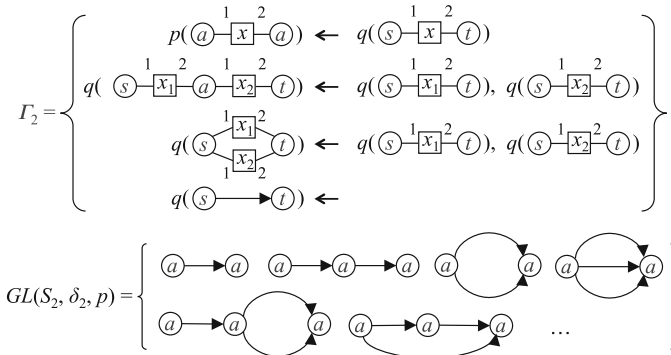 1 2
p( a x a ) ← q( s x t )
1 2
1 2 1 2 1 2 1 2
q( s x₁ a x₂ t ) ← q( s x₁ t ), q( s x₂ t )
Γ₂ =
1 2 1 2 1 2
q( s x₁ x₂ t ) ← q( s x₁ t ), q( s x₂ t )
1 2
q( s t ) ←
a a a a a a a a a
GL(S₂, δ₂, p) =
a a a a a a ...